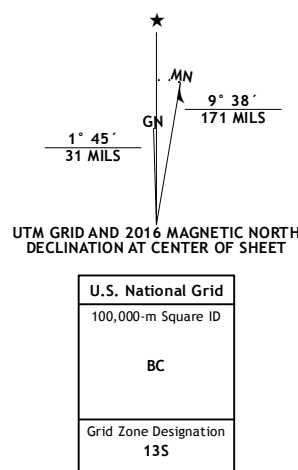 ★
MN
GN
9° 38´
171 MILS
1° 45´
31 MILS
UTM GRID AND 2016 MAGNETIC NORTH
DECLINATION AT CENTER OF SHEET
U.S. National Grid
100,000-m Square ID
BC
Grid Zone Designation
13S